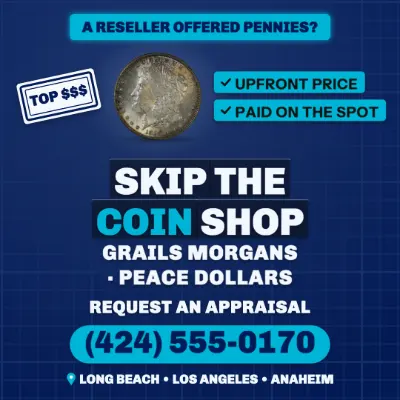 A RESELLER OFFERED PENNIES?
TOP $$$
✓ UPFRONT PRICE
✓ PAID ON THE SPOT
SKIP THE
COIN SHOP
GRAILS MORGANS
· PEACE DOLLARS
REQUEST AN APPRAISAL
(424) 555-0170
LONG BEACH • LOS ANGELES • ANAHEIM